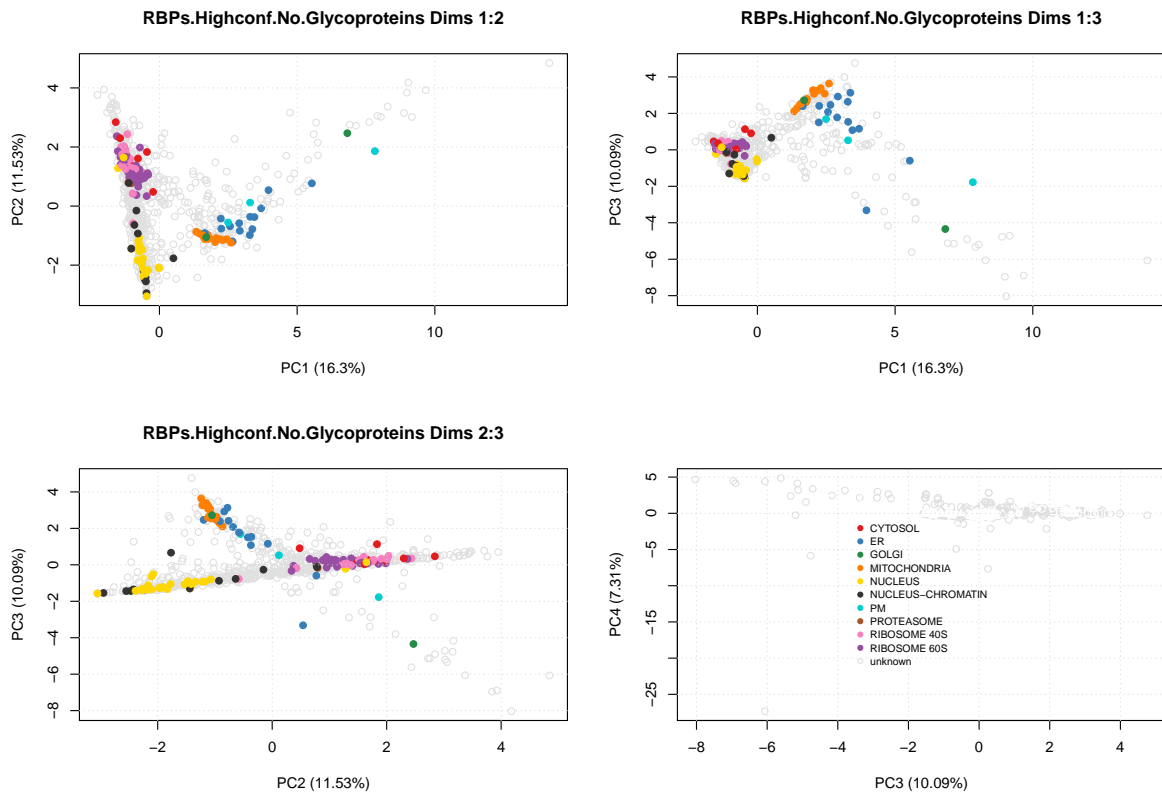 RBPs.Highconf.No.Glycoproteins Dims 1:2
4
2
0
−2
PC2 (11.53%)
0 5 10
PC1 (16.3%)
RBPs.Highconf.No.Glycoproteins Dims 1:3
4
2
0
−2
−4
−6
−8
PC3 (10.09%)
0 5 10
PC1 (16.3%)
RBPs.Highconf.No.Glycoproteins Dims 2:3
4
2
0
−2
−4
−6
−8
PC3 (10.09%)
−2 0 2 4
PC2 (11.53%)
5
0
−5
−15
−25
PC4 (7.31%)
CYTOSOL
ER
GOLGI
MITOCHONDRIA
NUCLEUS
NUCLEUS−CHROMATIN
PM
PROTEASOME
RIBOSOME 40S
RIBOSOME 60S
unknown
−8 −6 −4 −2 0 2 4
PC3 (10.09%)